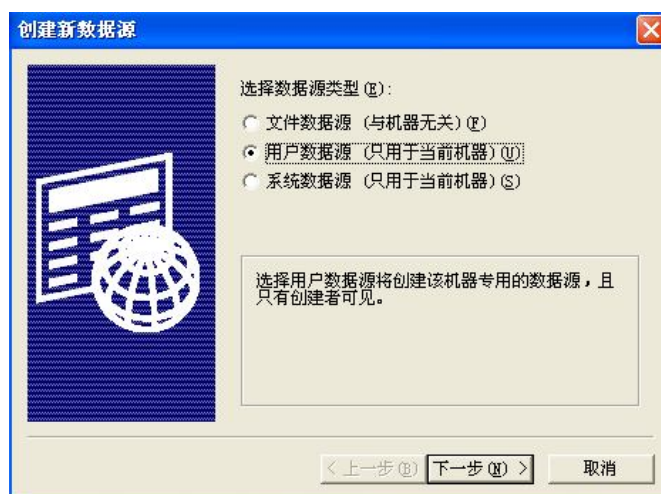 创建新数据源
选择数据源类型(E):
文件数据源 (与机器无关)(F)
用户数据源 (只用于当前机器)(U)
系统数据源 (只用于当前机器)(S)
选择用户数据源将创建该机器专用的数据源，且
只有创建者可见。
< 上一步(B) 下一步(N) > 取消